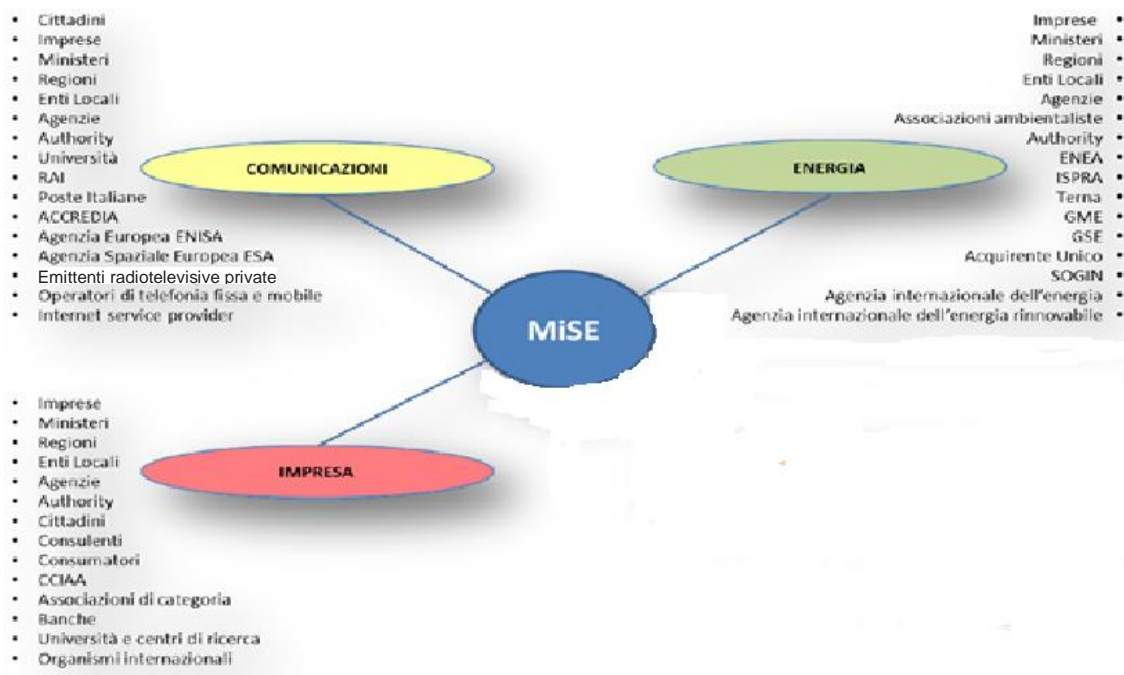 • Cittadini
• Imprese
• Ministeri
• Regioni
• Enti Locali
• Agenzie
• Authority
• Università
• RAI
• Poste Italiane
• ACCREDIA
• Agenzia Europea ENISA
• Agenzia Spaziale Europea ESA
• Emittenti radiotelevisive private
• Operatori di telefonia fissa e mobile
• Internet service provider
COMUNICAZIONI
Imprese •
Ministeri •
Regioni •
Enti Locali •
Agenzie •
Associazioni ambientaliste •
Authority •
ENEA •
ISPRA •
Terna •
GME •
GSE •
Acquirente Unico •
SOGIN •
Agenzia internazionale dell'energia •
Agenzia internazionale dell'energia rinnovabile •
ENERGIA
MiSE
• Imprese
• Ministeri
• Regioni
• Enti Locali
• Agenzie
• Authority
• Cittadini
• Consulenti
• Consumatori
• CCIAA
• Associazioni di categoria
• Banche
• Università e centri di ricerca
• Organismi internazionali
IMPRESA